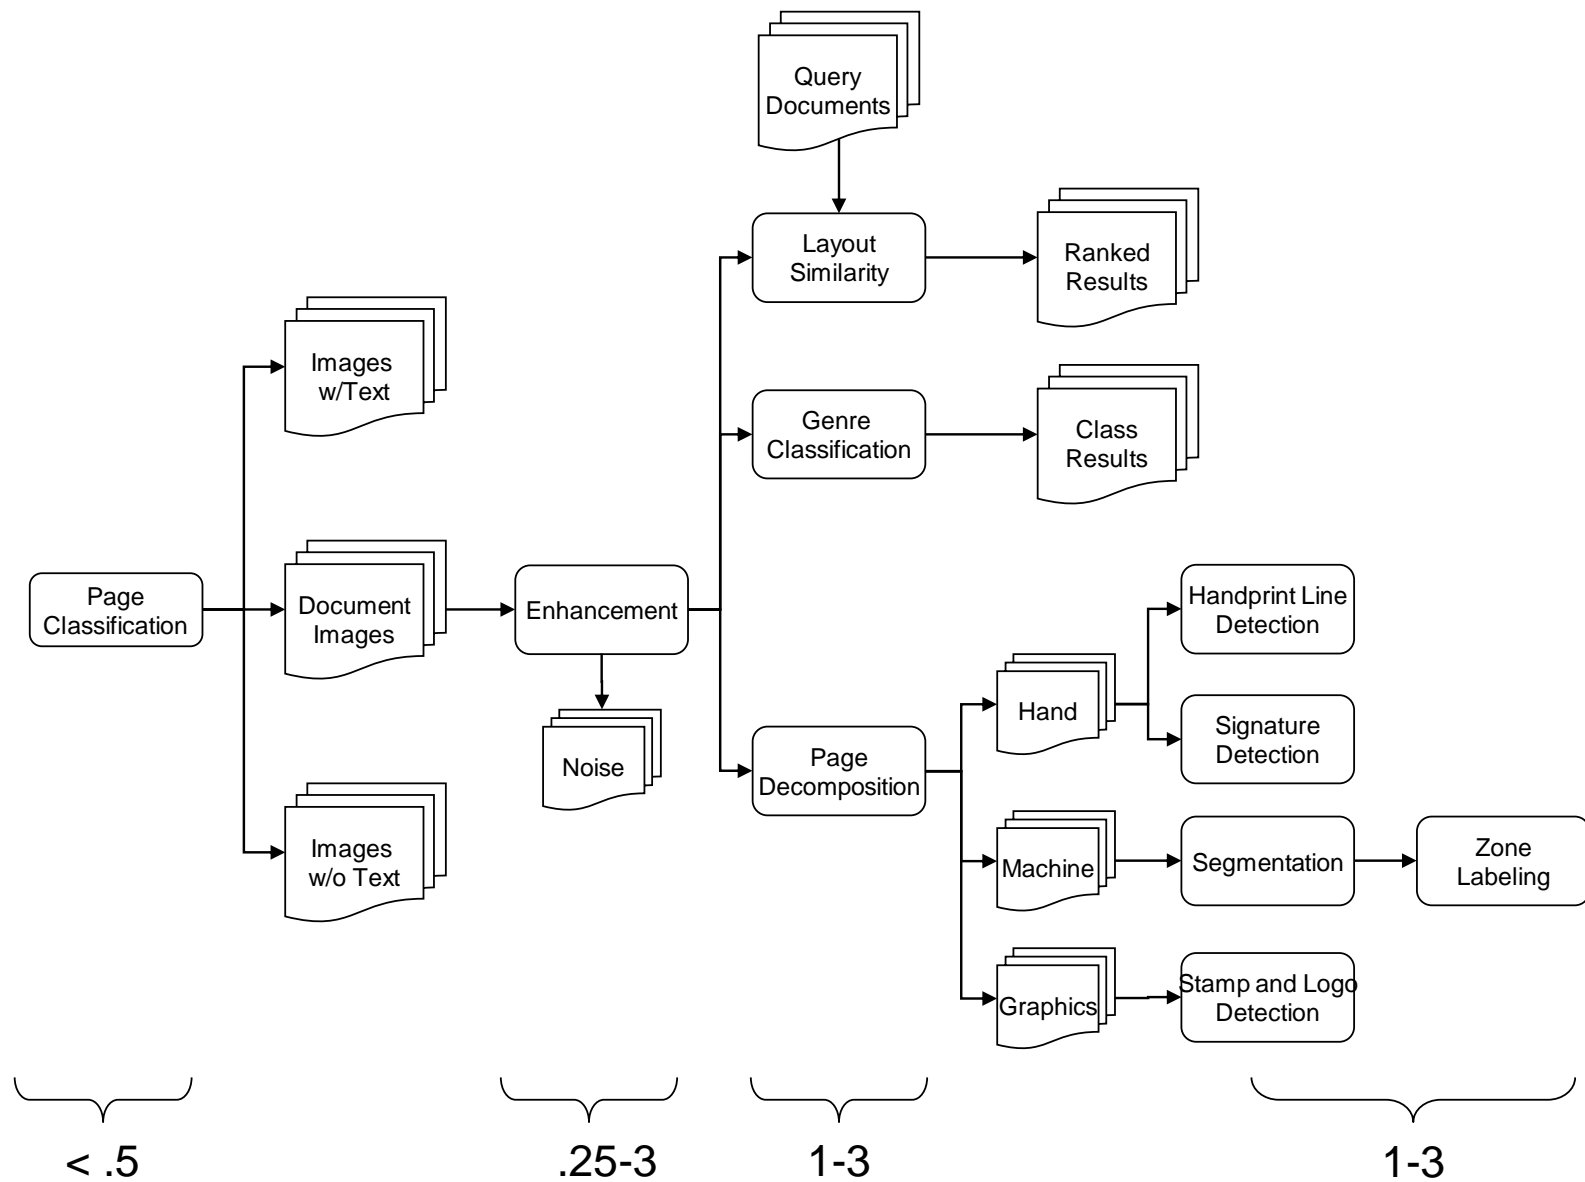 Query
Documents
Layout
Similarity
Ranked
Results
Images
w/Text
Genre
Classification
Class
Results
Page
Classification
Document
Images
Enhancement
Noise
Page
Decomposition
Hand
Handprint Line
Detection
Signature
Detection
Machine
Segmentation
Zone
Labeling
Images
w/o Text
Graphics
Stamp and Logo
Detection
< .5
.25-3
1-3
1-3